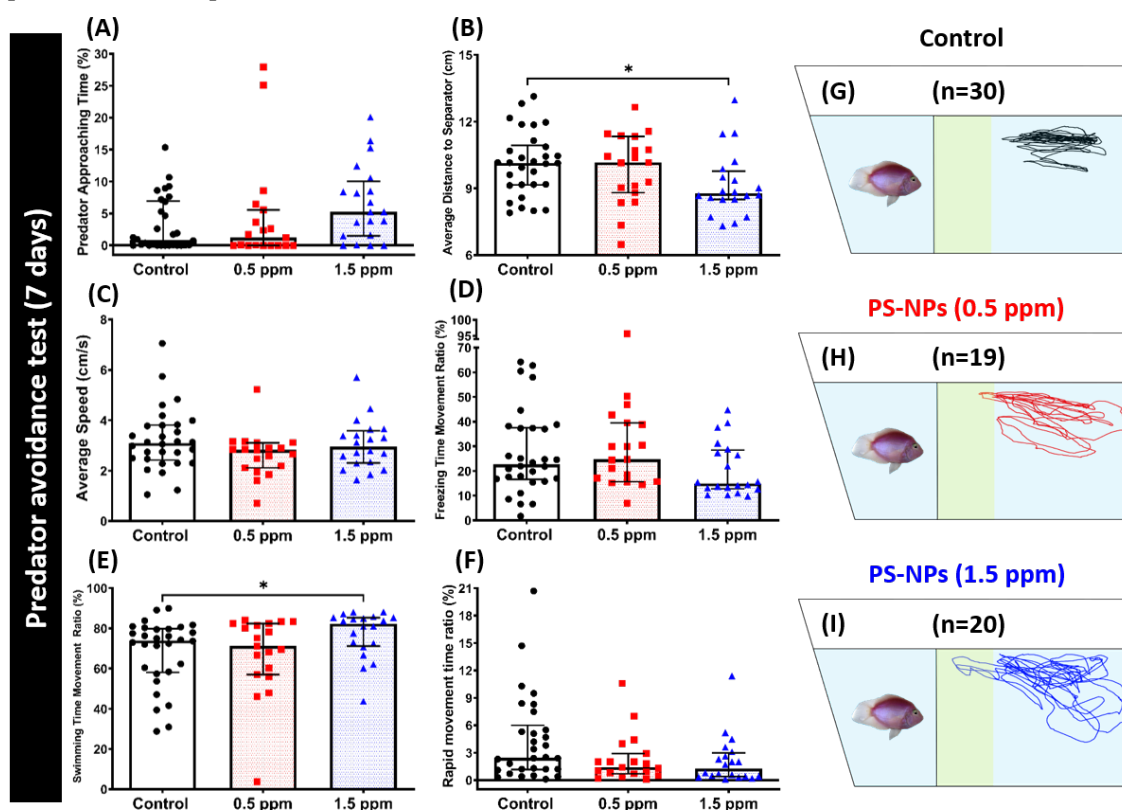 Predator avoidance test (7 days)
(A)
Predator Approaching Time (%)
30
25
20
15
10
5
0
Control
0.5 ppm
1.5 ppm
(B)
Average Distance to Separator (cm)
15
12
9
6
*
Control
0.5 ppm
1.5 ppm
(C)
Average Speed (cm/s)
8
6
4
2
0
Control
0.5 ppm
1.5 ppm
(D)
Freezing Time Movement Ratio (%)
100
95
70
60
50
40
30
20
10
0
Control
0.5 ppm
1.5 ppm
(E)
Swimming Time Movement Ratio (%)
100
80
60
40
20
0
*
Control
0.5 ppm
1.5 ppm
(F)
Rapid movement time ratio (%)
21
18
15
12
9
6
3
0
Control
0.5 ppm
1.5 ppm
Control
(G) (n=30)
PS-NPs (0.5 ppm)
(H) (n=19)
PS-NPs (1.5 ppm)
(I) (n=20)